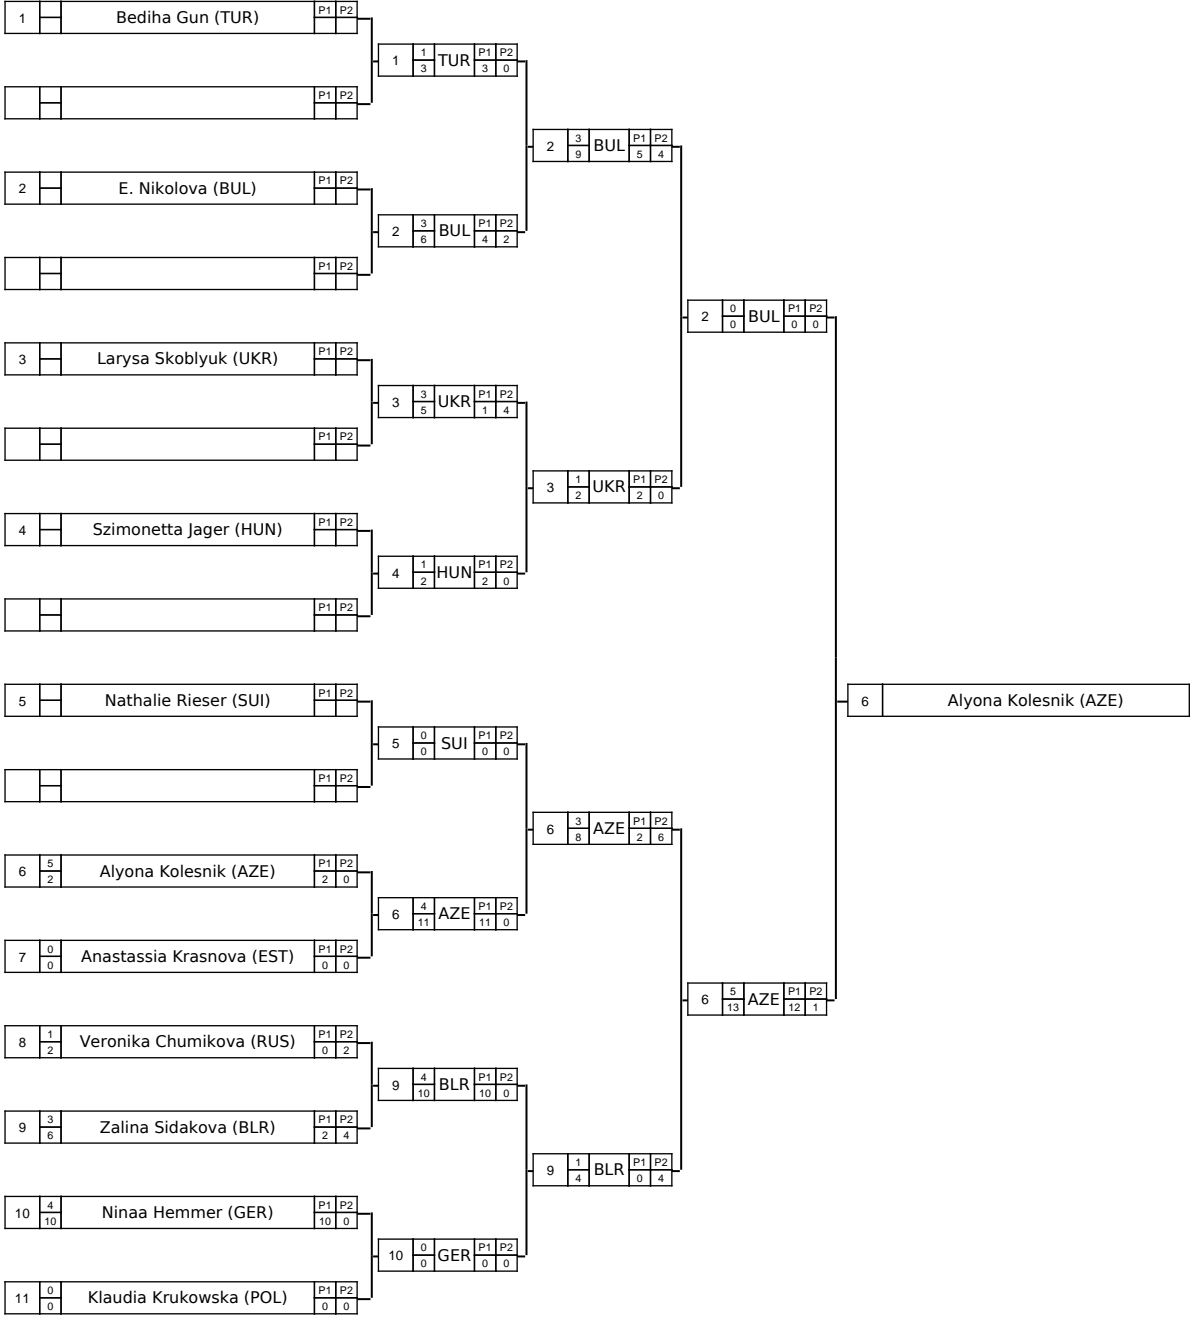 1 Bediha Gun (TUR) P1 P2
1 1 3 TUR P1 P2 3 0
P1 P2
2 3 9 BUL P1 P2 5 4
2 E. Nikolova (BUL) P1 P2
2 3 6 BUL P1 P2 4 2
P1 P2
2 0 0 BUL P1 P2 0 0
3 Larysa Skoblyuk (UKR) P1 P2
3 3 5 UKR P1 P2 1 4
P1 P2
3 1 2 UKR P1 P2 2 0
4 Szimonetta Jager (HUN) P1 P2
4 1 2 HUN P1 P2 2 0
P1 P2
5 Nathalie Rieser (SUI) P1 P2
6 Alyona Kolesnik (AZE)
5 0 0 SUI P1 P2 0 0
P1 P2
6 3 8 AZE P1 P2 2 6
6 5 2 Alyona Kolesnik (AZE) P1 P2 2 0
6 4 11 AZE P1 P2 11 0
7 0 0 Anastassia Krasnova (EST) P1 P2 0 0
6 5 13 AZE P1 P2 12 1
8 1 2 Veronika Chumikova (RUS) P1 P2 0 2
9 4 10 BLR P1 P2 10 0
9 3 6 Zalina Sidakova (BLR) P1 P2 2 4
9 1 4 BLR P1 P2 0 4
10 4 10 Ninaa Hemmer (GER) P1 P2 10 0
10 0 0 GER P1 P2 0 0
11 0 0 Klaudia Krukowska (POL) P1 P2 0 0